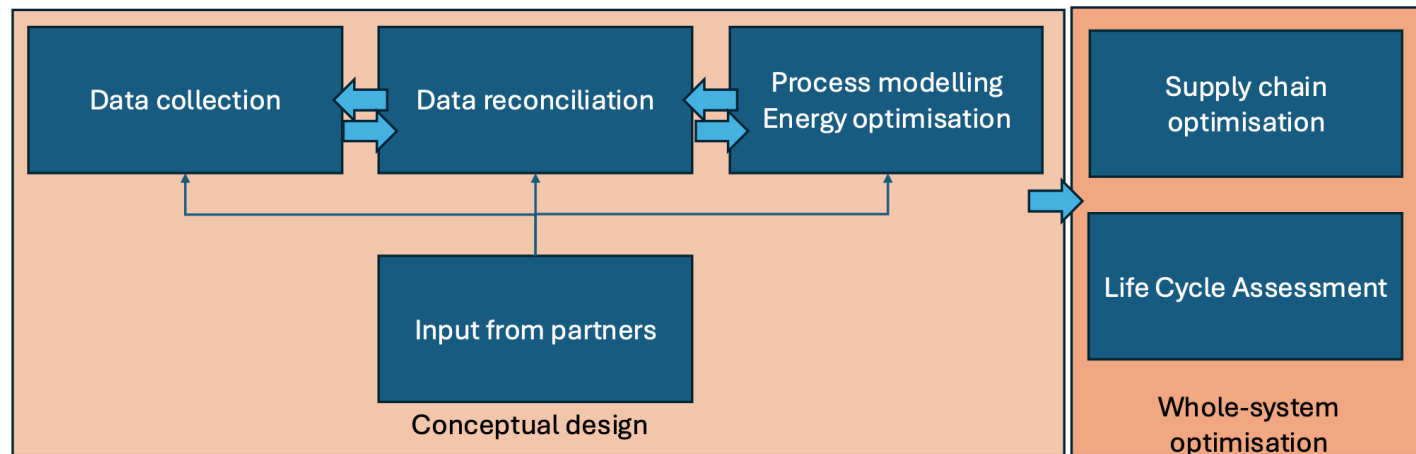 Data collection
Data reconciliation
Process modelling
Energy optimisation
Input from partners
Conceptual design
Supply chain
optimisation
Life Cycle Assessment
Whole-system
optimisation